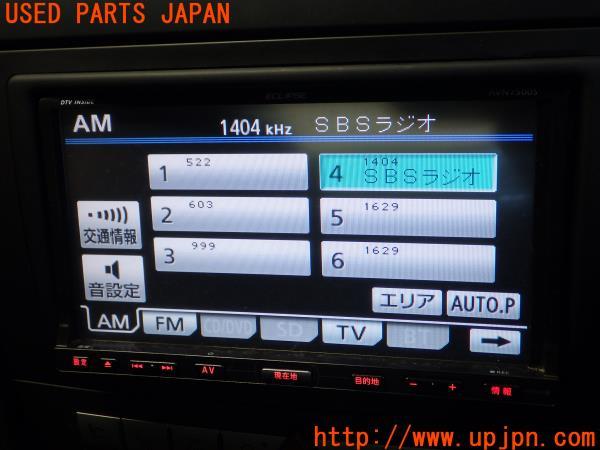 USED PARTS JAPAN
DTV INSIDE
ECLIPSE
AVN7500S
AM
1404 kHz
SBSラジオ
1 522
4 1404 SBSラジオ
2 603
5 1629
3 999
6 1629
交通情報
音設定
エリア
AUTO.P
AM
FM
CD/DVD
SD
TV
BT
AV
現在地
目的地
情報
http://www.upjpn.com